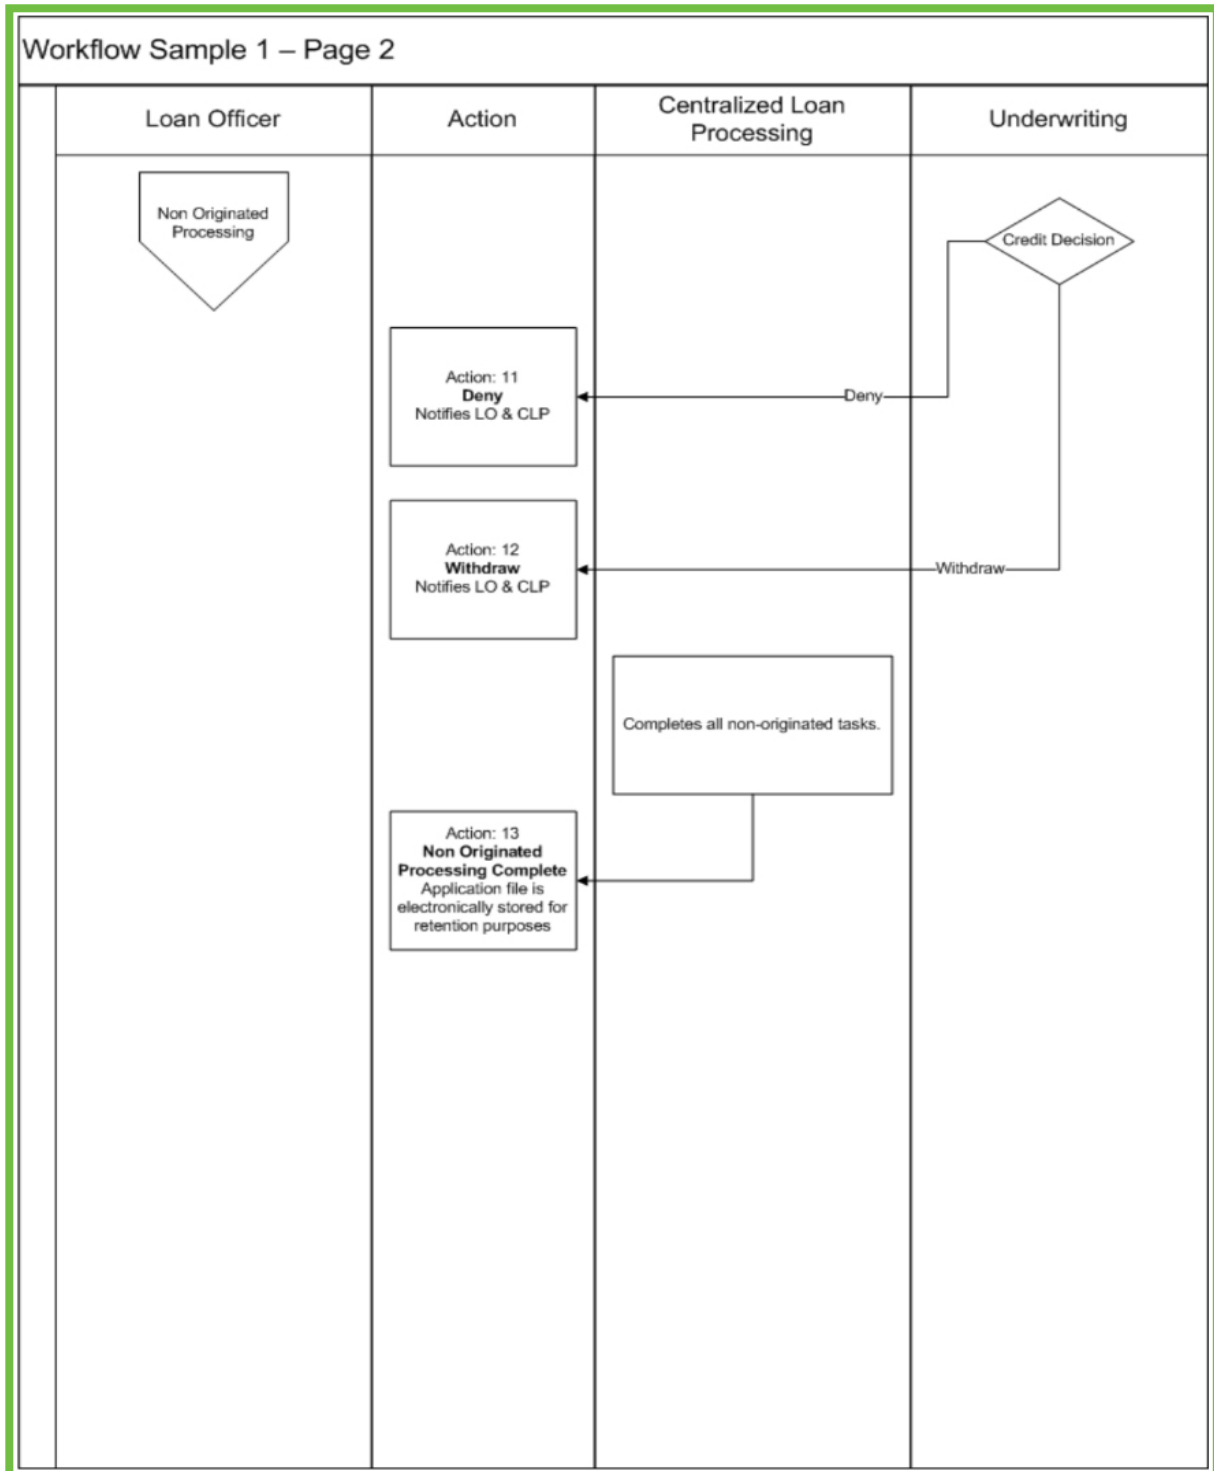 Workflow Sample 1 – Page 2
Loan Officer
Action
Centralized Loan
Processing
Underwriting
Non Originated
Processing
Credit Decision
Action: 11
Deny
Notifies LO & CLP
Deny
Action: 12
Withdraw
Notifies LO & CLP
Withdraw
Completes all non-originated tasks.
Action: 13
Non Originated
Processing Complete
Application file is
electronically stored for
retention purposes